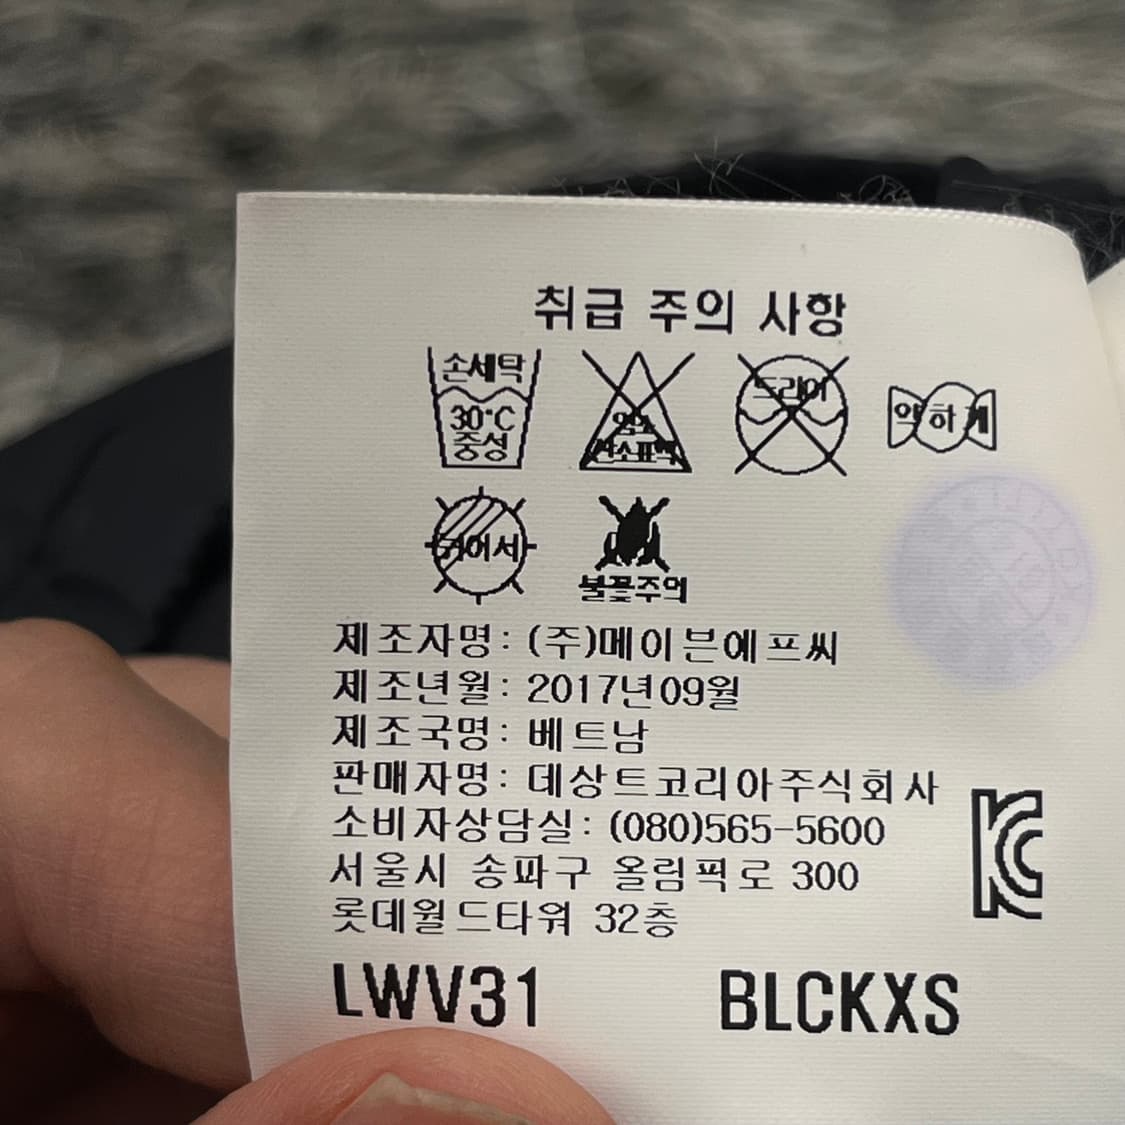 취급 주의 사항
손세탁
30°C
중성
염소
산소표백
드라이
약하게
뉘어서
불꽃주의
제조자명: (주)메이븐에프씨
제조년월: 2017년09월
제조국명: 베트남
판매자명: 데상트코리아주식회사
소비자상담실: (080)565-5600
서울시 송파구 올림픽로 300
롯데월드타워 32층
LWV31 BLCKXS